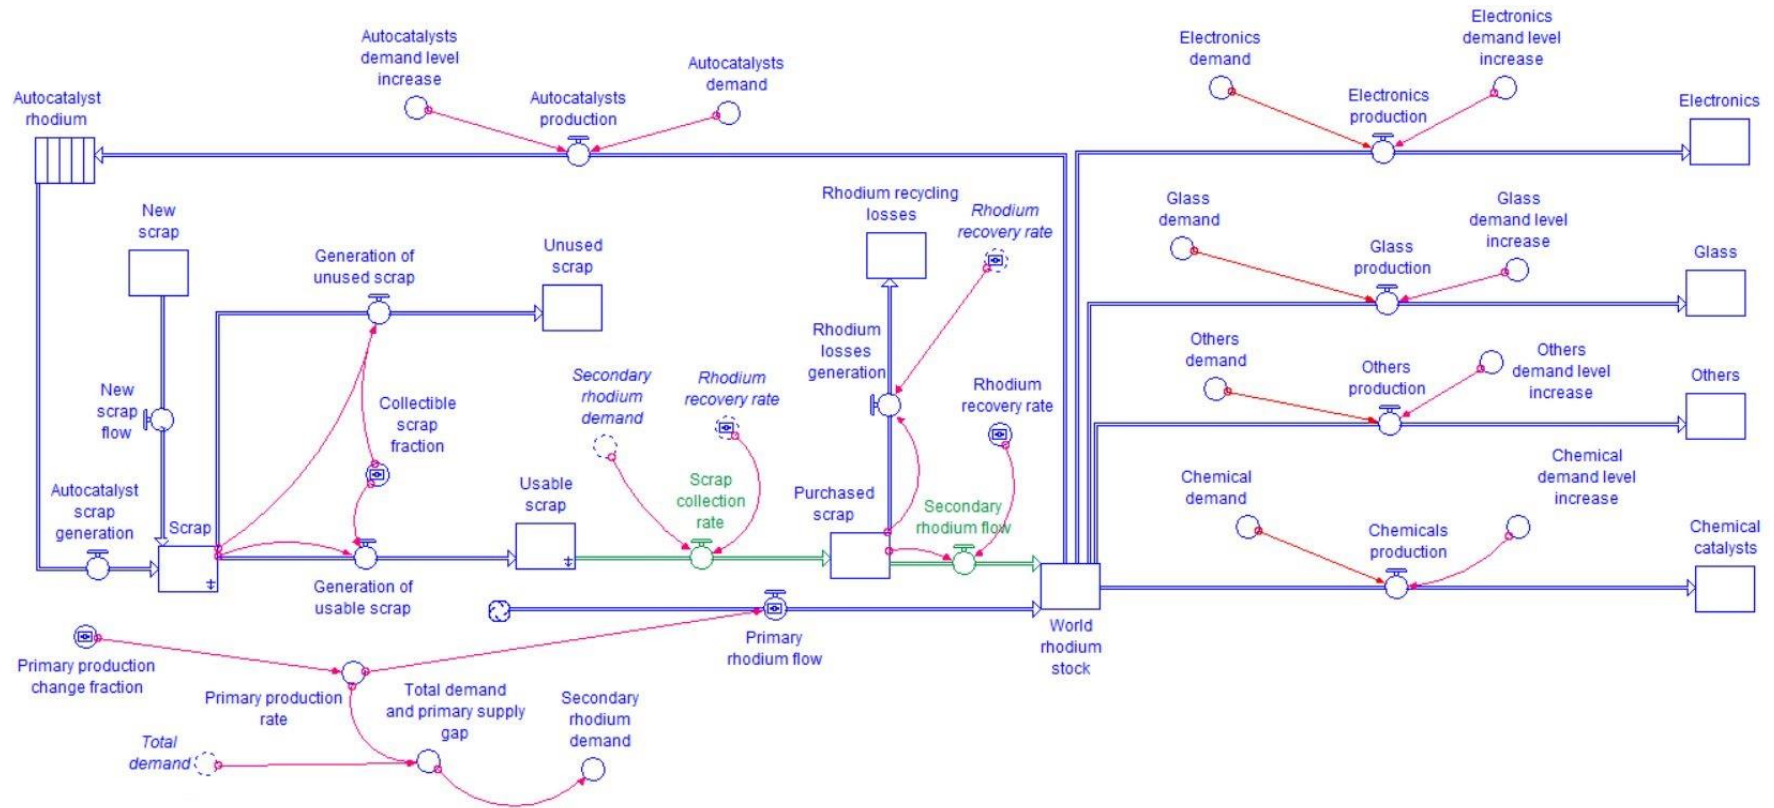 Autocatalyst
rhodium
Autocatalysts
demand level
increase
Autocatalysts
production
Autocatalysts
demand
Electronics
demand
Electronics
demand level
increase
Electronics
production
Electronics
New
scrap
Generation of
unused scrap
Unused
scrap
Rhodium recycling
losses
Rhodium
recovery rate
Glass
demand
Glass
demand level
increase
Glass
production
Glass
New
scrap
flow
Collectible
scrap
fraction
Secondary
rhodium
demand
Rhodium
recovery rate
Rhodium
losses
generation
Rhodium
recovery rate
Others
demand
Others
production
Others
demand level
increase
Others
Autocatalyst
scrap
generation
Scrap
Generation of
usable scrap
Usable
scrap
Scrap
collection
rate
Purchased
scrap
Secondary
rhodium flow
World
rhodium
stock
Chemical
demand
Chemicals
production
Chemical
demand level
increase
Chemical
catalysts
Primary production
change fraction
Primary production
rate
Primary
rhodium flow
Total demand
and primary supply
gap
Secondary
rhodium
demand
Total
demand